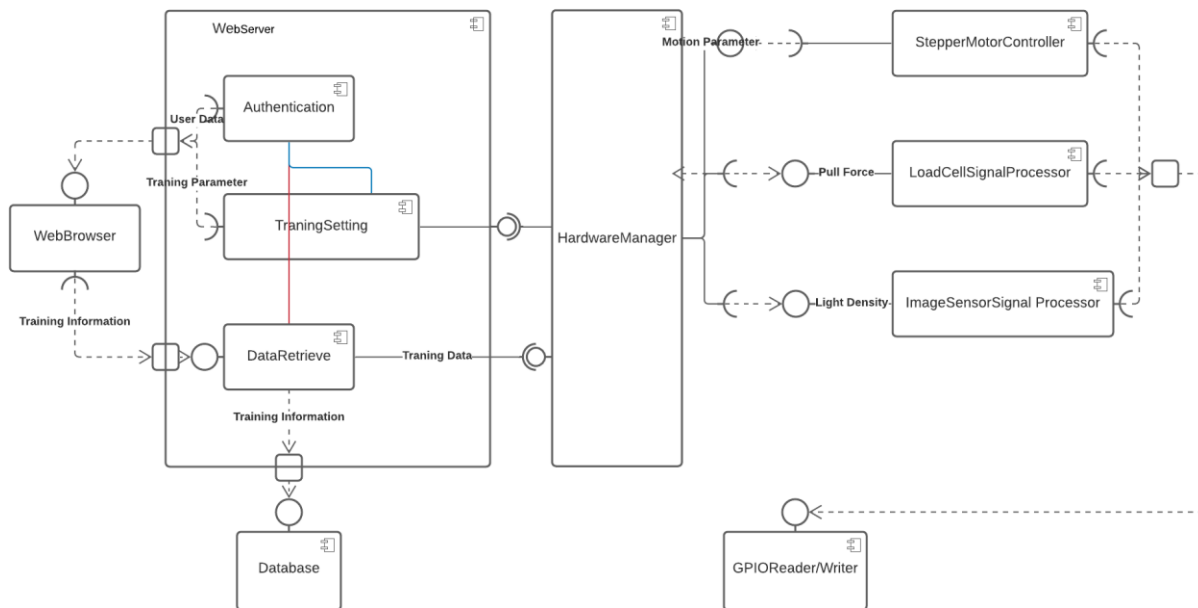 WebServer
Motion Parameter
StepperMotorController
Authentication
User Data
Traning Parameter
Pull Force
LoadCellSignalProcessor
TraningSetting
WebBrowser
HardwareManager
Light Density
ImageSensorSignal Processor
Training Information
DataRetrieve
Traning Data
Training Information
Database
GPIOReader/Writer